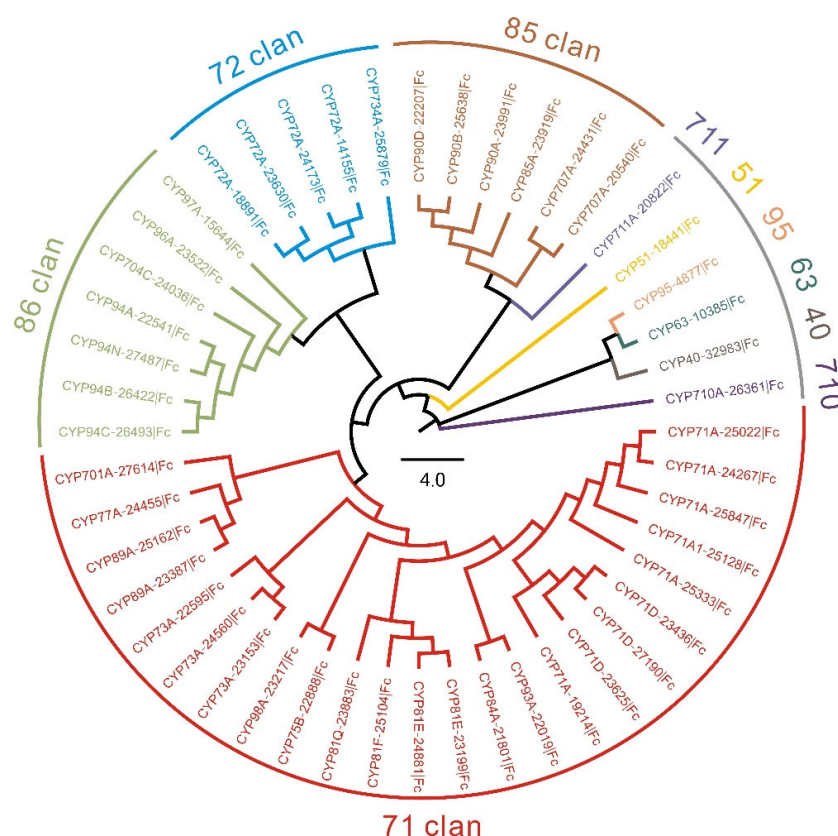 85 clan
72 clan
711
51
95
63
40
710
86 clan
71 clan
4.0
CYP90D-22207|Fc
CYP90B-25638|Fc
CYP90A-23991|Fc
CYP85A-23919|Fc
CYP707A-24431|Fc
CYP707A-20540|Fc
CYP711A-20822|Fc
CYP51-18441|Fc
CYP95-4877|Fc
CYP63-10385|Fc
CYP40-32983|Fc
CYP710A-26361|Fc
CYP71A-25022|Fc
CYP71A-24267|Fc
CYP71A-25847|Fc
CYP71A1-25128|Fc
CYP71A-25333|Fc
CYP71D-23436|Fc
CYP71D-27190|Fc
CYP71D-23625|Fc
CYP71A-19214|Fc
CYP93A-22019|Fc
CYP84A-21801|Fc
CYP81E-23199|Fc
CYP81E-24881|Fc
CYP81F-25104|Fc
CYP81Q-23883|Fc
CYP75B-22888|Fc
CYP98A-23217|Fc
CYP73A-23153|Fc
CYP73A-24560|Fc
CYP73A-22595|Fc
CYP89A-23387|Fc
CYP89A-25162|Fc
CYP77A-24455|Fc
CYP701A-27614|Fc
CYP94C-26493|Fc
CYP94B-26422|Fc
CYP94N-27487|Fc
CYP94A-22541|Fc
CYP704C-24036|Fc
CYP96A-23522|Fc
CYP97A-15644|Fc
CYP72A-18891|Fc
CYP72A-23630|Fc
CYP72A-24173|Fc
CYP72A-14155|Fc
CYP734A-25879|Fc